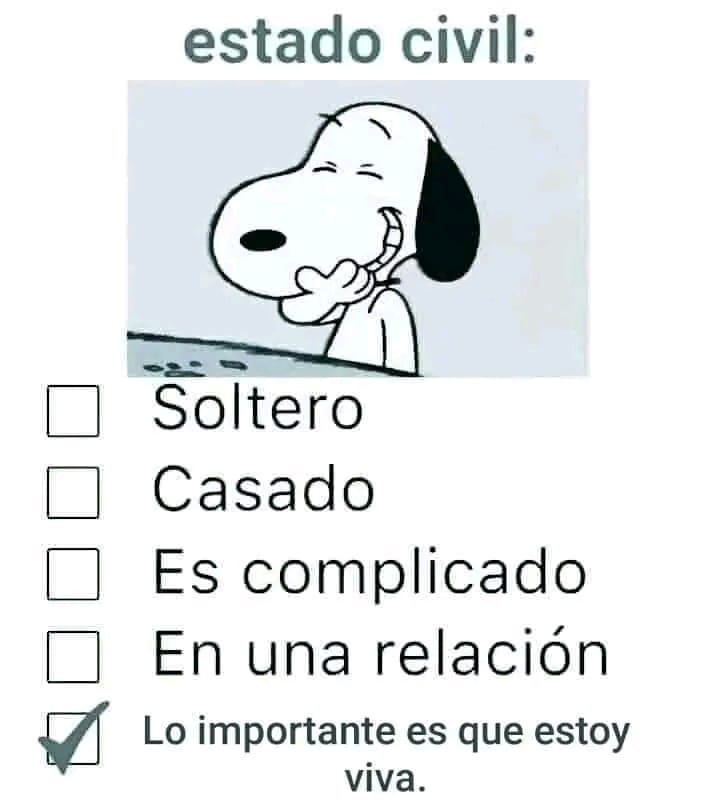 estado civil:
Soltero
Casado
Es complicado
En una relación
Lo importante es que estoy
viva.